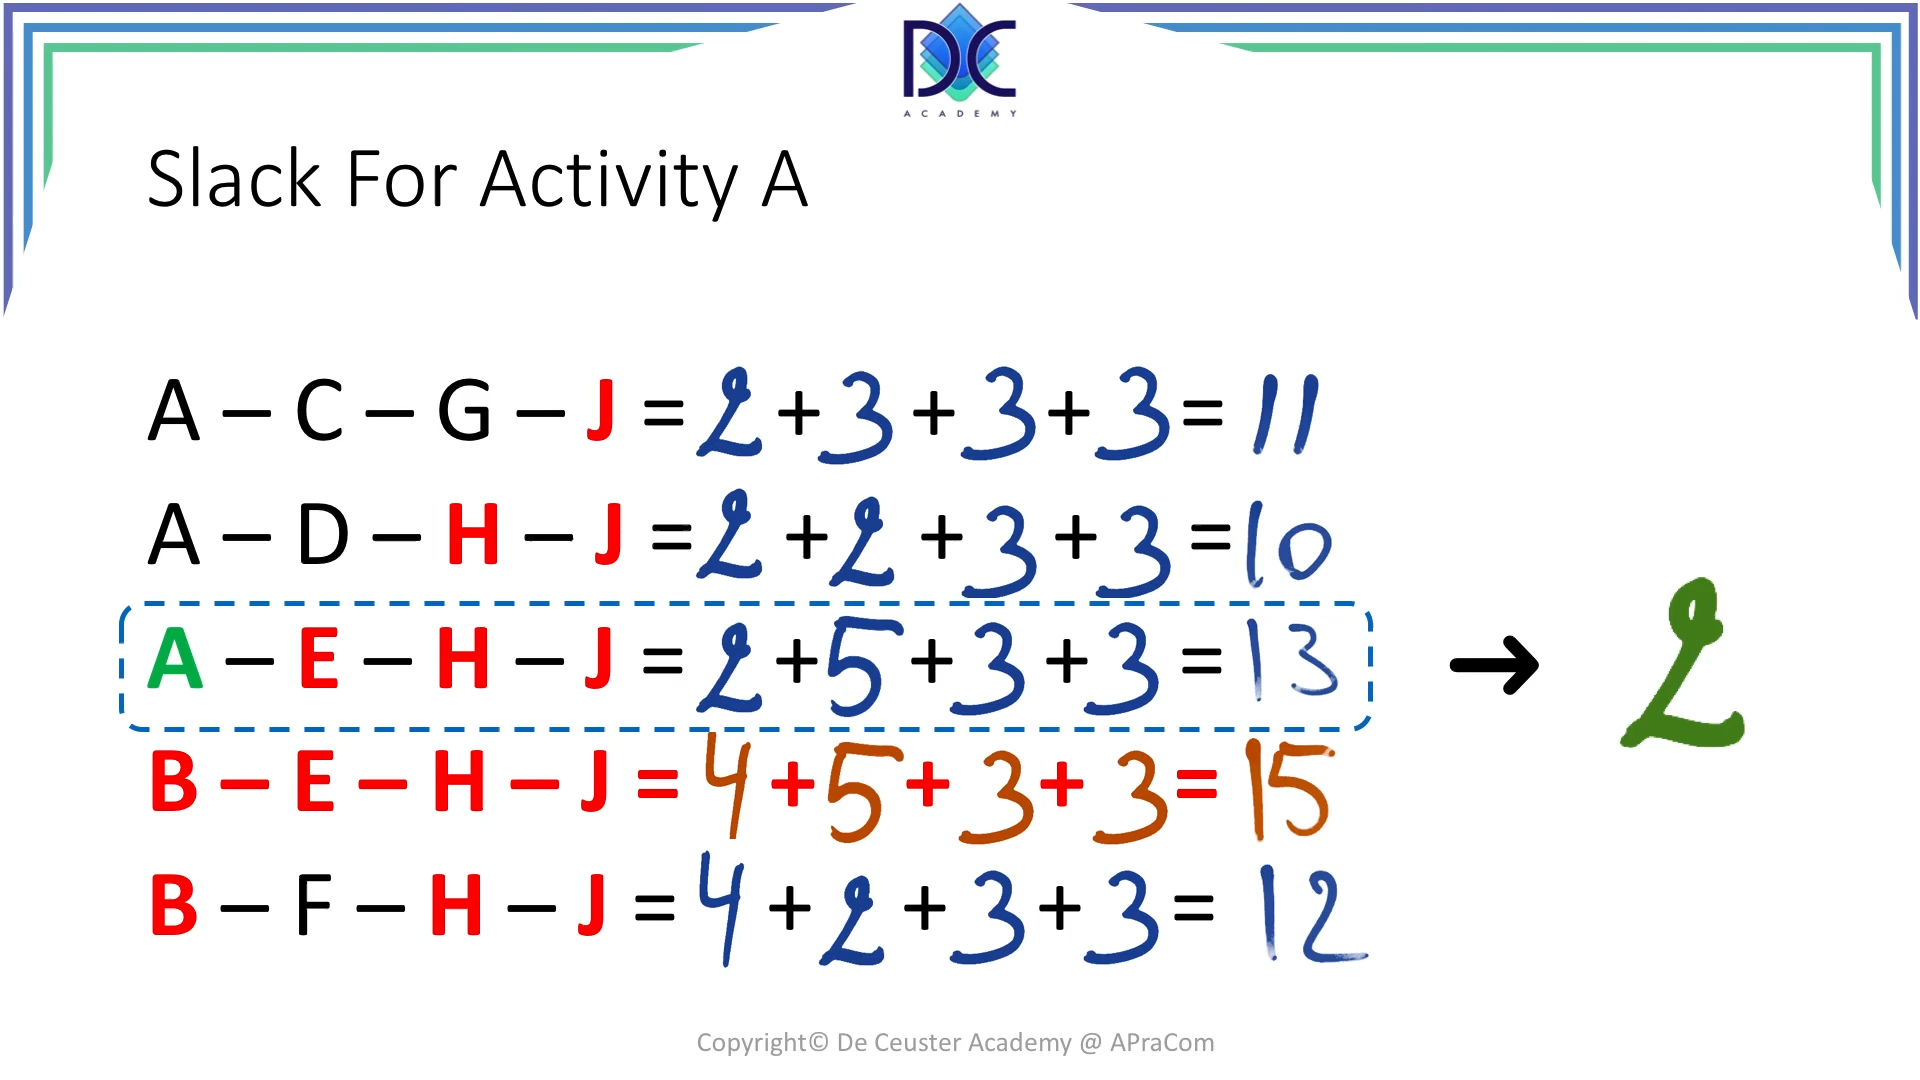 DC
ACADEMY
Slack For Activity A
A – C – G – J = 2 + 3 + 3 + 3 = 11
A – D – H – J = 2 + 2 + 3 + 3 = 10
A – E – H – J = 2 + 5 + 3 + 3 = 13 → 2
B – E – H – J = 4 + 5 + 3 + 3 = 15
B – F – H – J = 4 + 2 + 3 + 3 = 12
Copyright© De Ceuster Academy @ APraCom